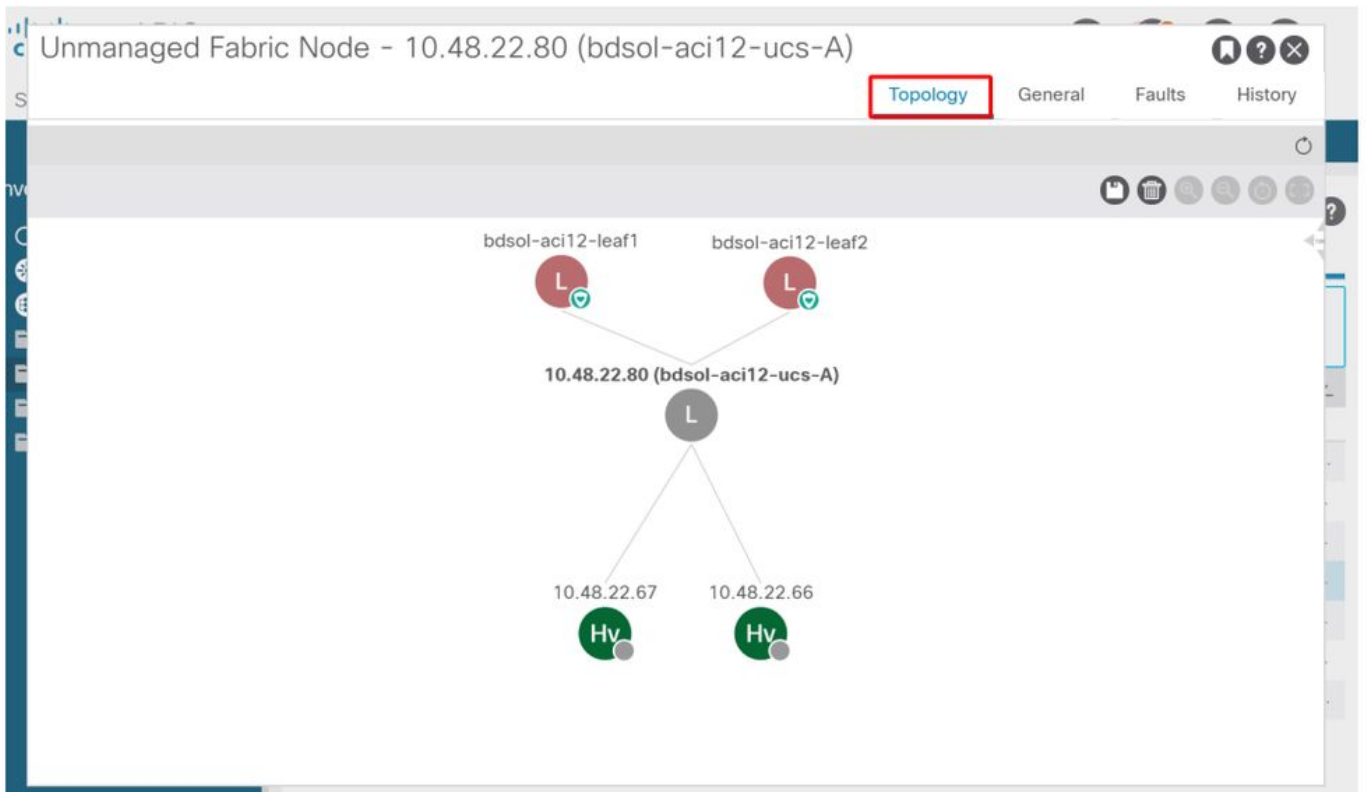 Unmanaged Fabric Node - 10.48.22.80 (bdsol-aci12-ucs-A)
Topology General Faults History
bdsol-aci12-leaf1 bdsol-aci12-leaf2
L L
10.48.22.80 (bdsol-aci12-ucs-A)
L
10.48.22.67 10.48.22.66
Hv Hv